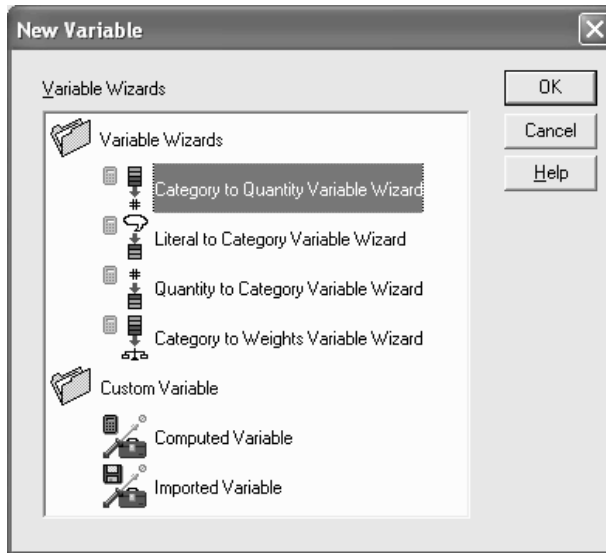 New Variable
Variable Wizards
OK
Cancel
Help
Variable Wizards
Category to Quantity Variable Wizard
Literal to Category Variable Wizard
Quantity to Category Variable Wizard
Category to Weights Variable Wizard
Custom Variable
Computed Variable
Imported Variable